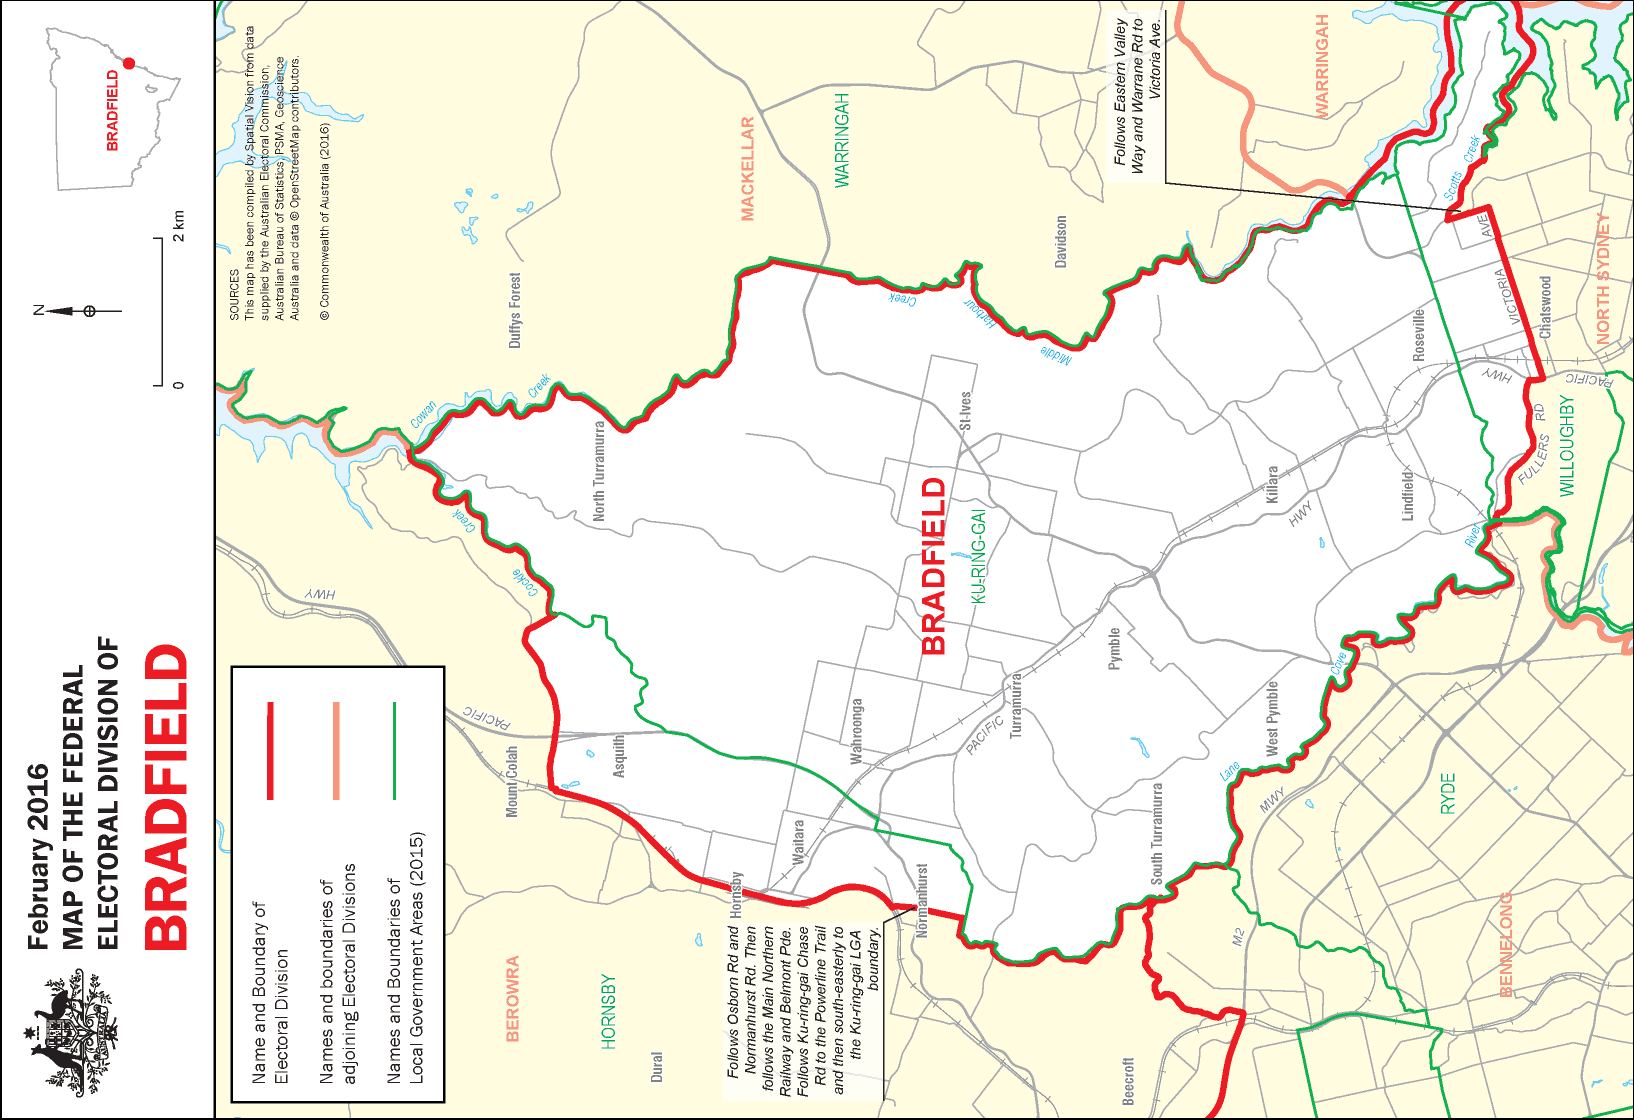 February 2016
MAP OF THE FEDERAL
ELECTORAL DIVISION OF
BRADFIELD
N
0
2 km
BRADFIELD
Name and Boundary of
Electoral Division
Names and boundaries of
adjoining Electoral Divisions
Names and Boundaries of
Local Government Areas (2015)
SOURCES
This map has been compiled by Spatial Vision from data
supplied by the Australian Electoral Commission,
Australian Bureau of Statistics, PSMA, Geoscience
Australia and data © OpenStreetMap contributors.
© Commonwealth of Australia (2016)
Follows Osborn Rd and
Normanhurst Rd. Then
follows the Main Northern
Railway and Belmont Pde.
Follows Ku-ring-gai Chase
Rd to the Powerline Trail
and then south-easterly to
the Ku-ring-gai LGA
boundary.
Follows Eastern Valley
Way and Warrane Rd to
Victoria Ave.
BRADFIELD
KU-RING-GAI
BEROWRA
HORNSBY
MACKELLAR
WARRINGAH
WARRINGAH
NORTH SYDNEY
WILLOUGHBY
RYDE
BENNELONG
Dural
Beecroft
Mount Colah
Asquith
Hornsby
Waitara
Normanhurst
Wahroonga
Turramurra
South Turramurra
Pymble
West Pymble
North Turramurra
Duffys Forest
St-Ives
Davidson
Killara
Lindfield
Roseville
Chatswood
Cowan
Creek
Cockle
Creek
Middle
Harbour
Creek
Scotts
Creek
Lane
Cove
River
PACIFIC
HWY
PACIFIC
HWY
PACIFIC
HWY
M2
MWY
FULLERS
RD
VICTORIA
AVE